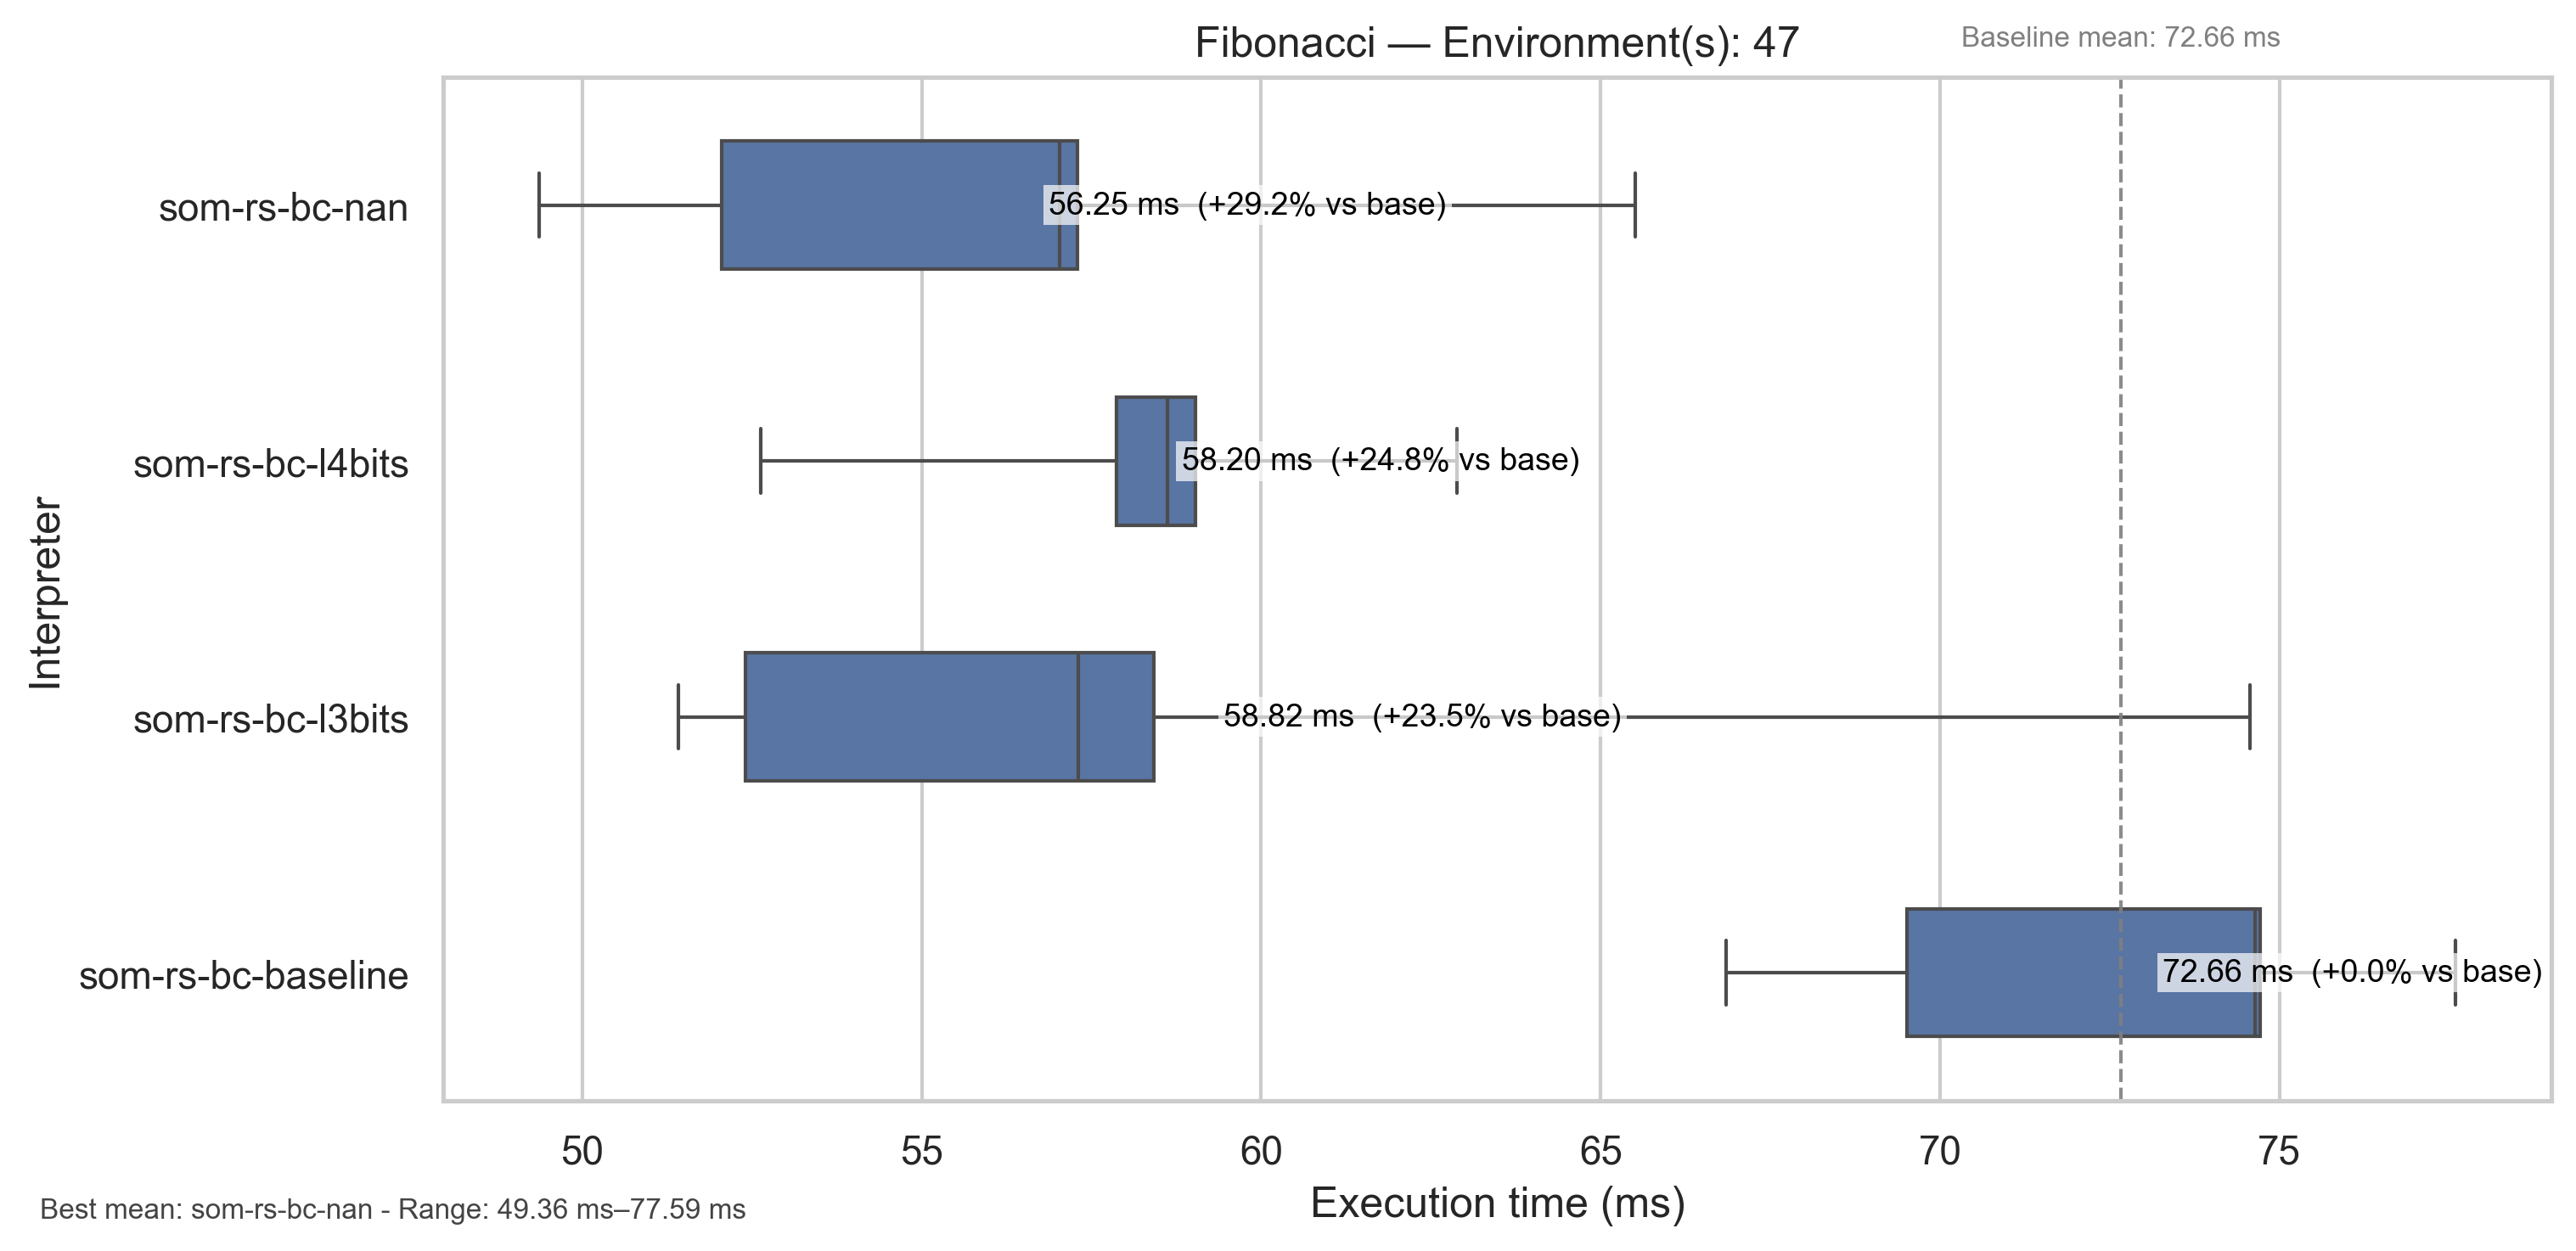 Fibonacci — Environment(s): 47
Baseline mean: 72.66 ms
Interpreter
som-rs-bc-nan
56.25 ms (+29.2% vs base)
som-rs-bc-l4bits
58.20 ms (+24.8% vs base)
som-rs-bc-l3bits
58.82 ms (+23.5% vs base)
som-rs-bc-baseline
72.66 ms (+0.0% vs base)
50 55 60 65 70 75
Execution time (ms)
Best mean: som-rs-bc-nan - Range: 49.36 ms–77.59 ms